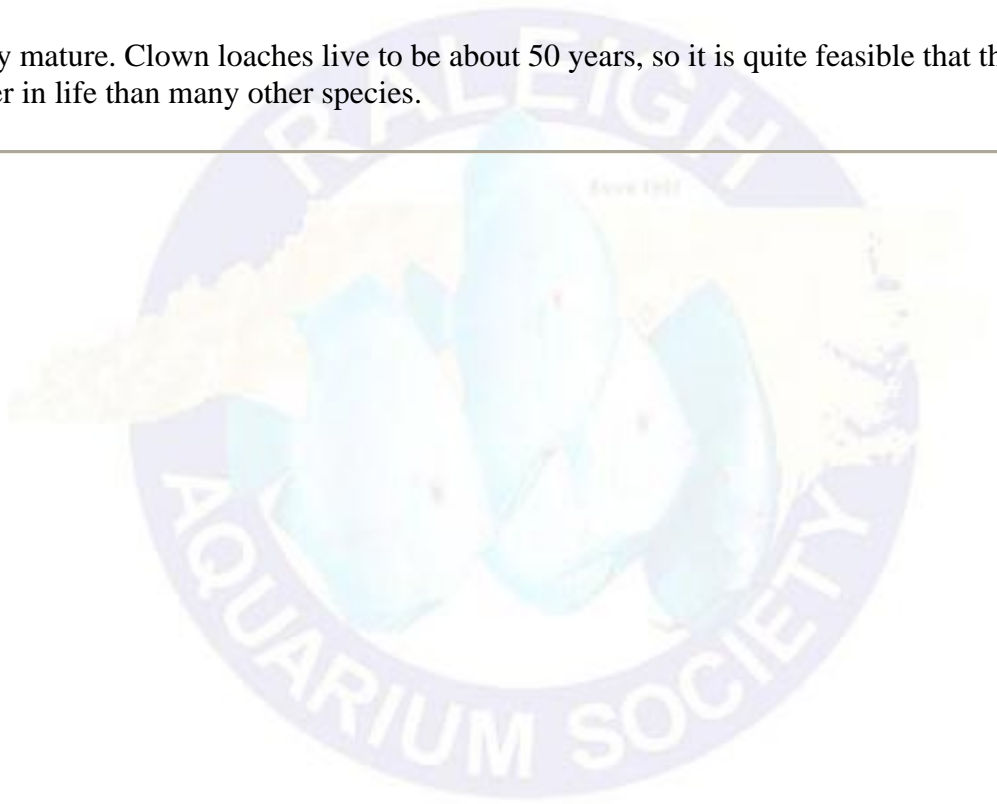 y mature. Clown loaches live to be about 50 years, so it is quite feasible that th
er in life than many other species.
RALEIGH
AQUARIUM SOCIETY